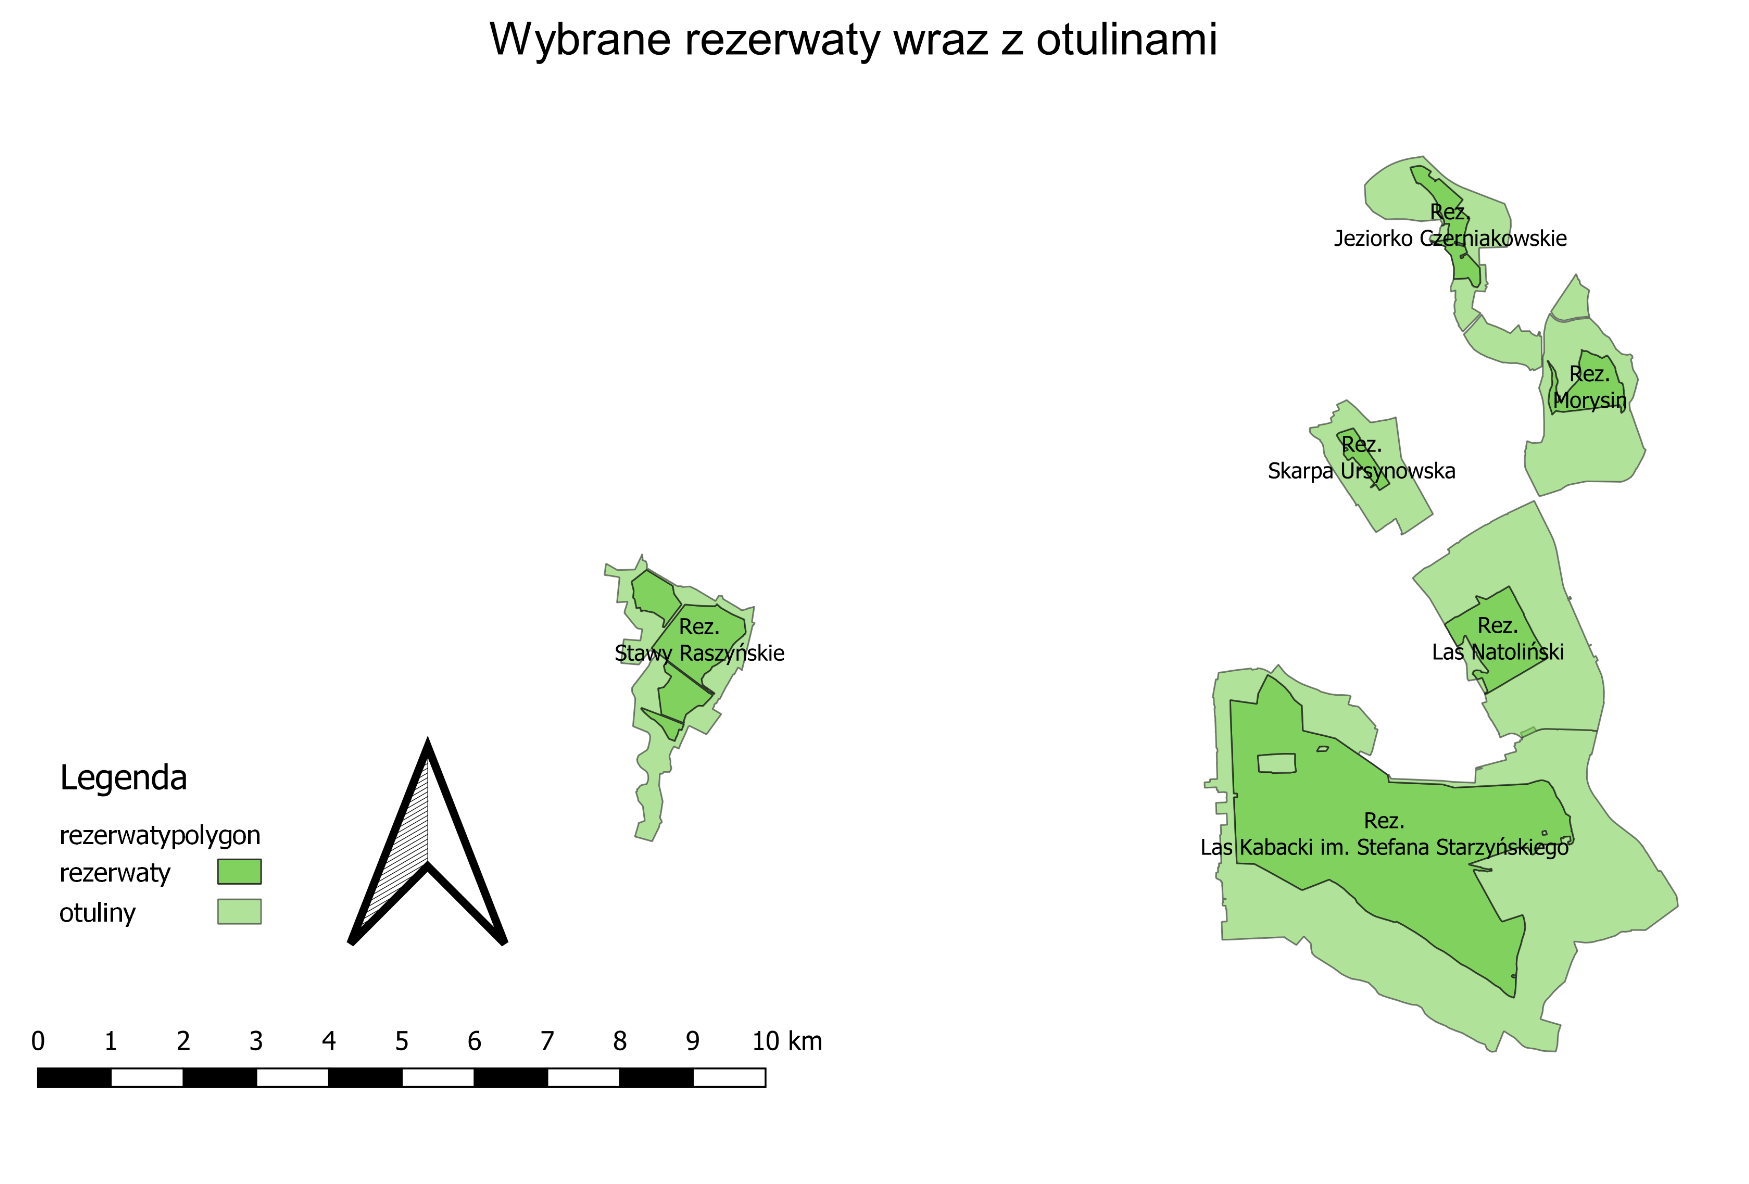 Wybrane rezerwaty wraz z otulinami
Rez.
Jeziorko Czerniakowskie
Rez.
Morysin
Rez.
Skarpa Ursynowska
Rez.
Stawy Raszyńskie
Rez.
Las Natoliński
Rez.
Las Kabacki im. Stefana Starzyńskiego
Legenda
rezerwatypolygon
rezerwaty
otuliny
0 1 2 3 4 5 6 7 8 9 10 km